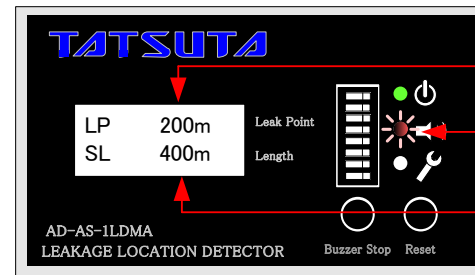 TATSUTA
LP 200m Leak Point
SL 400m Length
AD-AS-1LDMA
LEAKAGE LOCATION DETECTOR
Buzzer Stop Reset